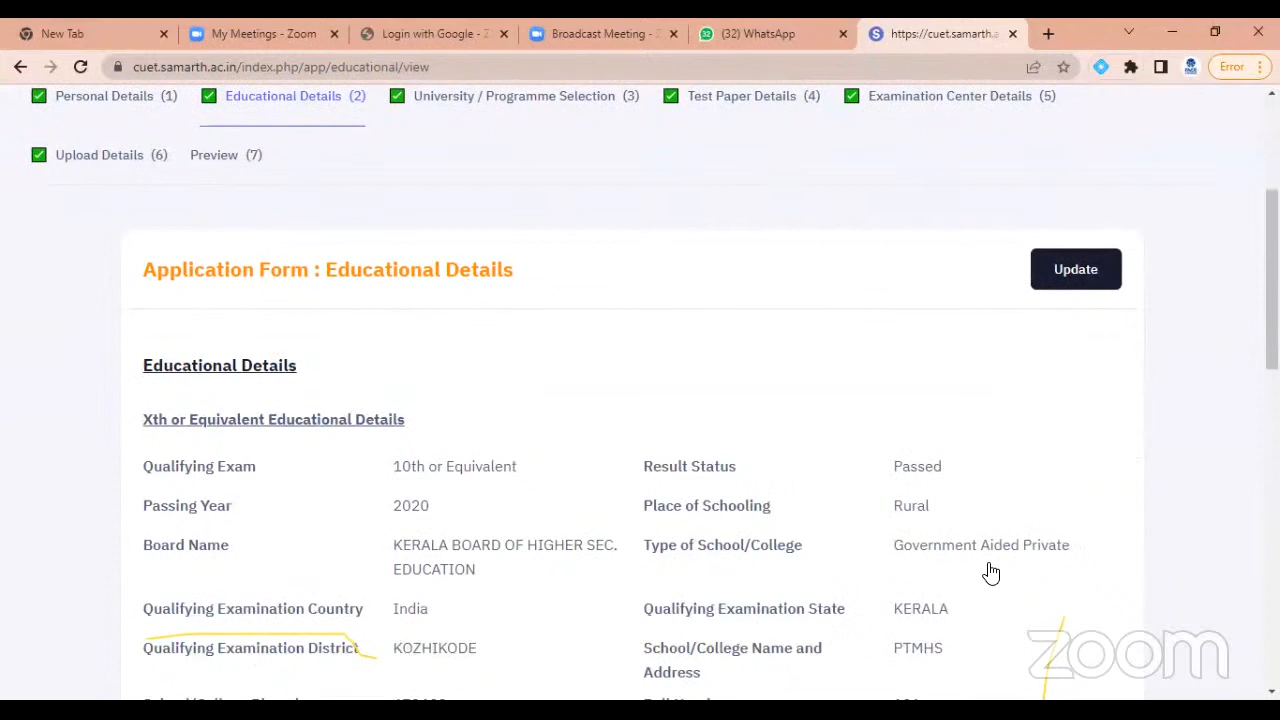 New Tab
My Meetings - Zoom
Login with Google - Z
Broadcast Meeting - Z
(32) WhatsApp
https://cuet.samarth.a
cuet.samarth.ac.in/index.php/app/educational/view
Error
Personal Details (1)
Educational Details (2)
University / Programme Selection (3)
Test Paper Details (4)
Examination Center Details (5)
Upload Details (6)
Preview (7)
Application Form : Educational Details
Update
Educational Details
Xth or Equivalent Educational Details
Qualifying Exam 10th or Equivalent Result Status Passed
Passing Year 2020 Place of Schooling Rural
Board Name KERALA BOARD OF HIGHER SEC. Type of School/College Government Aided Private
EDUCATION
Qualifying Examination Country India Qualifying Examination State KERALA
Qualifying Examination District KOZHIKODE School/College Name and PTMHS
Address
zoom